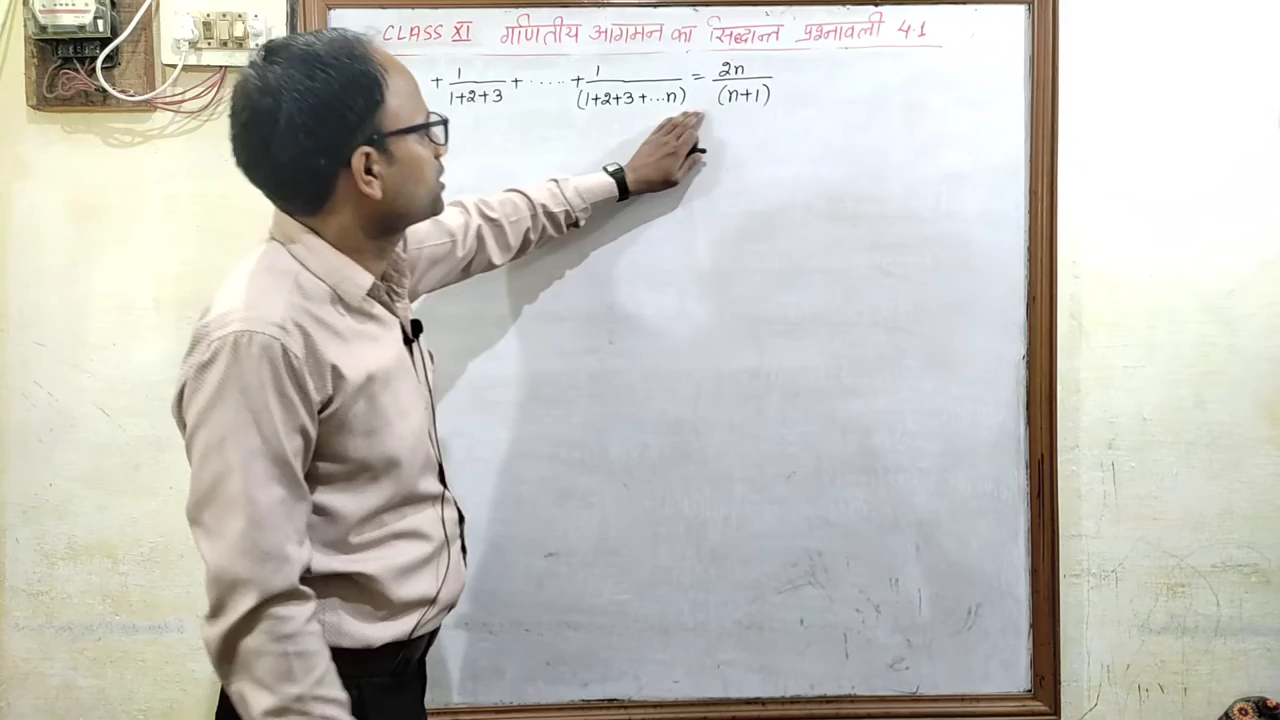 CLASS XI गणितीय आगमन का सिद्धान्त प्रश्नावली 4.1
+ 1/(1+2+3) + ..... + 1/(1+2+3+...n) = 2n/(n+1)